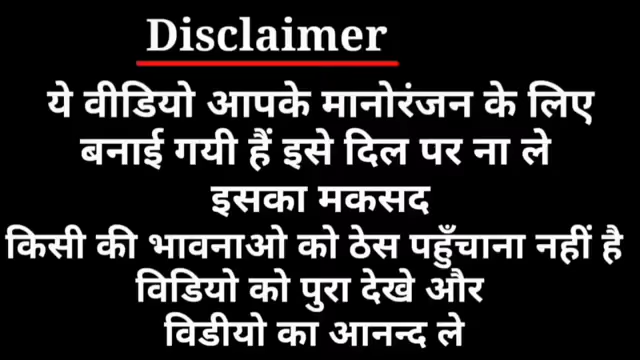 Disclaimer
ये वीडियो आपके मानोरंजन के लिए
बनाई गयी हैं इसे दिल पर ना ले
इसका मकसद
किसी की भावनाओ को ठेस पहुँचाना नहीं है
विडियो को पुरा देखे और
विडीयो का आनन्द ले